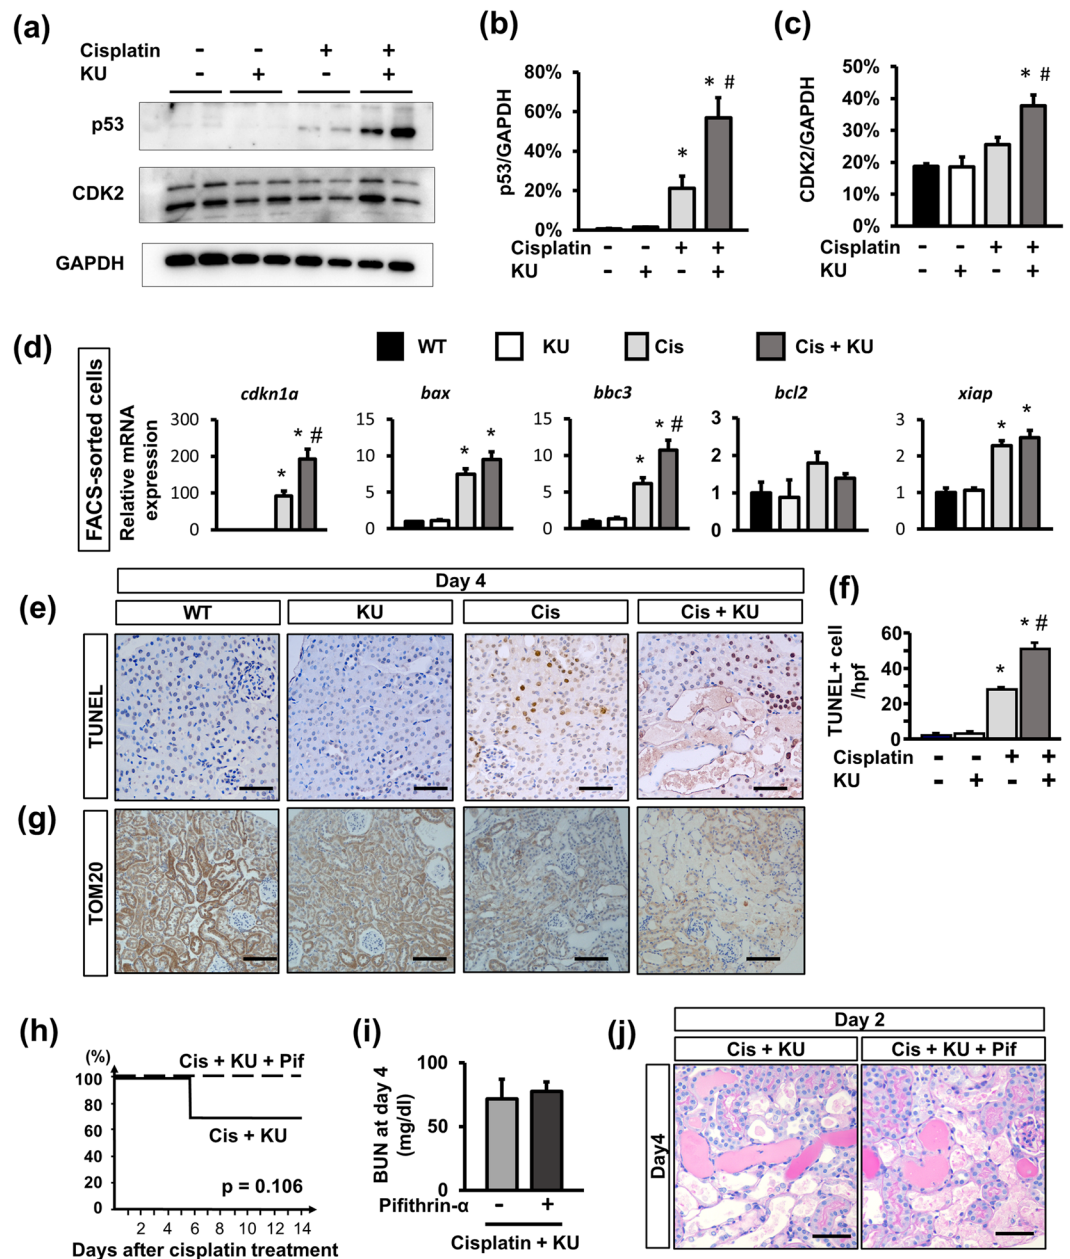 (a)
Cisplatin - - + +
KU - + - +
p53
CDK2
GAPDH
(b)
p53/GAPDH
80%
60%
40%
20%
0%
*
* #
Cisplatin - - + +
KU - + - +
(c)
CDK2/GAPDH
50%
40%
30%
20%
10%
0%
* #
Cisplatin - - + +
KU - + - +
(d)
WT KU Cis Cis + KU
FACS-sorted cells
Relative mRNA
expression
cdkn1a
300
200
100
0
*
* #
bax
15
10
5
0
*
*
bbc3
15
10
5
0
*
* #
bcl2
3
2
1
0
xiap
3
2
1
0
*
*
(e)
Day 4
WT KU Cis Cis + KU
TUNEL
(f)
TUNEL+ cell
/hpf
60
40
20
0
*
* #
Cisplatin - - + +
KU - + - +
(g)
TOM20
(h)
(%)
100
80
60
40
20
0
Cis + KU + Pif
Cis + KU
p = 0.106
2 4 6 8 10 12 14
Days after cisplatin treatment
(i)
BUN at day 4
(mg/dl)
100
50
0
Pifithrin-α - +
Cisplatin + KU
(j)
Day 2
Cis + KU Cis + KU + Pif
Day4